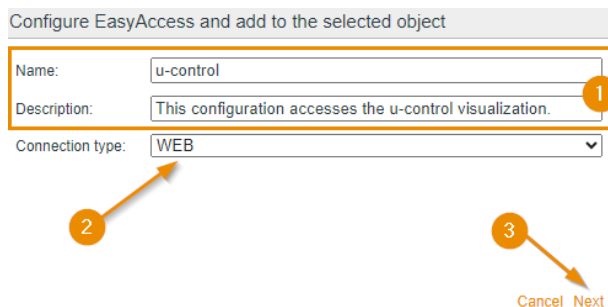 Configure EasyAccess and add to the selected object
Name: u-control
1
Description: This configuration accesses the u-control visualization.
Connection type: WEB
2
3
Cancel Next